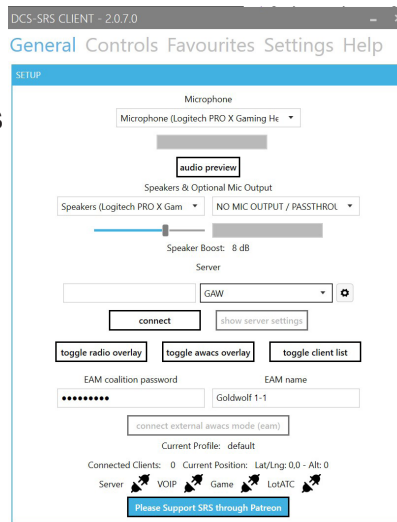 DCS-SRS CLIENT - 2.0.7.0
General Controls Favourites Settings Help
SETUP
Microphone
Microphone (Logitech PRO X Gaming He
audio preview
Speakers & Optional Mic Output
Speakers (Logitech PRO X Gam NO MIC OUTPUT / PASSTHROU
Speaker Boost: 8 dB
Server
GAW
connect show server settings
toggle radio overlay toggle awacs overlay toggle client list
EAM coalition password EAM name
●●●●●●●●● Goldwolf 1-1
connect external awacs mode (eam)
Current Profile: default
Connected Clients: 0 Current Position: Lat/Lng: 0,0 - Alt: 0
Server VOIP Game LotATC
Please Support SRS through Patreon